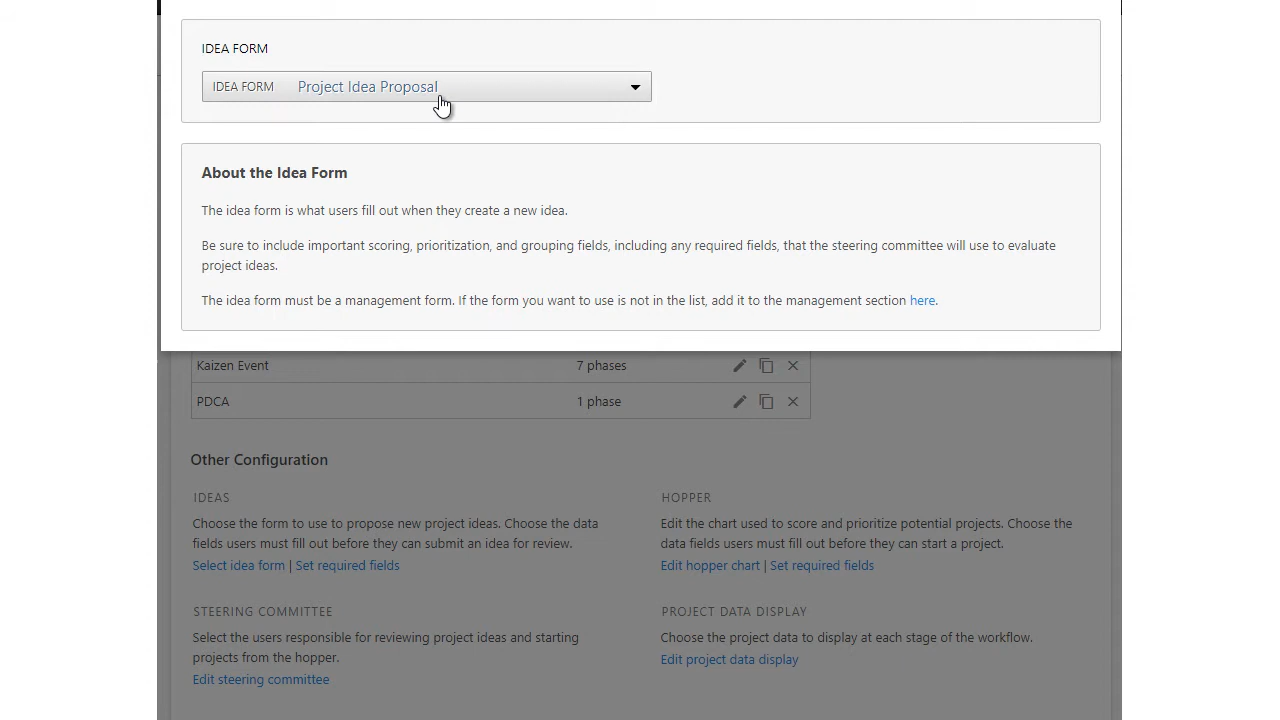 IDEA FORM
IDEA FORM Project Idea Proposal
About the Idea Form
The idea form is what users fill out when they create a new idea.
Be sure to include important scoring, prioritization, and grouping fields, including any required fields, that the steering committee will use to evaluate
project ideas.
The idea form must be a management form. If the form you want to use is not in the list, add it to the management section here.
Kaizen Event 7 phases
PDCA 1 phase
Other Configuration
IDEAS
Choose the form to use to propose new project ideas. Choose the data
fields users must fill out before they can submit an idea for review.
Select idea form | Set required fields
HOPPER
Edit the chart used to score and prioritize potential projects. Choose the
data fields users must fill out before they can start a project.
Edit hopper chart | Set required fields
STEERING COMMITTEE
Select the users responsible for reviewing project ideas and starting
projects from the hopper.
Edit steering committee
PROJECT DATA DISPLAY
Choose the project data to display at each stage of the workflow.
Edit project data display